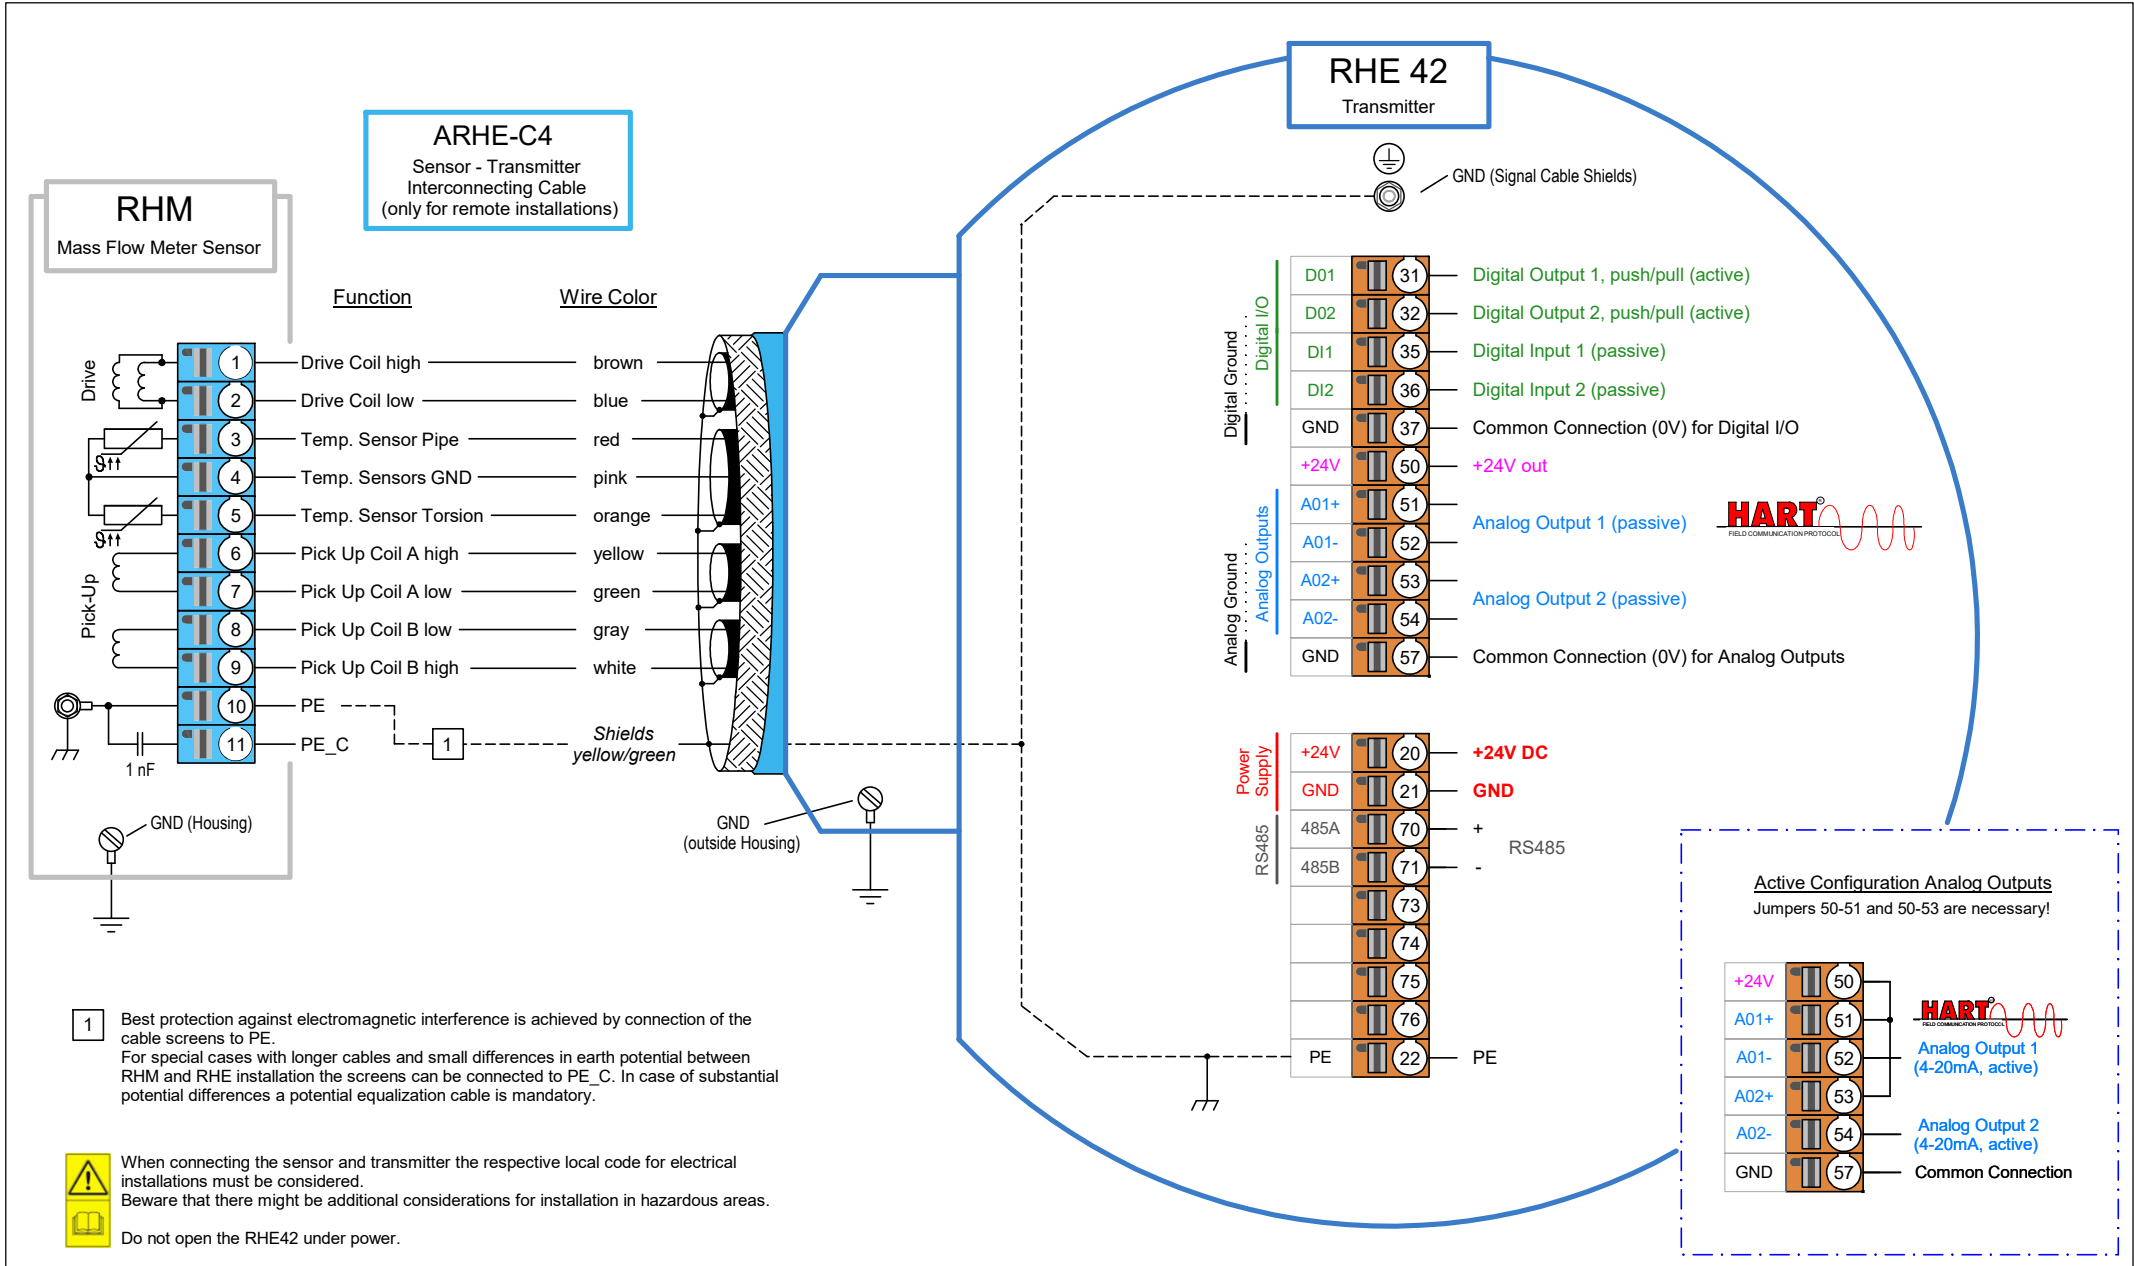 RHE 42
Transmitter
ARHE-C4
Sensor - Transmitter
Interconnecting Cable
(only for remote installations)
RHM
Mass Flow Meter Sensor
GND (Signal Cable Shields)
Function
Wire Color
Drive
1 Drive Coil high brown
2 Drive Coil low blue
3 Temp. Sensor Pipe red
ϑ↑↑
4 Temp. Sensors GND pink
5 Temp. Sensor Torsion orange
ϑ↑↑
Pick-Up
6 Pick Up Coil A high yellow
7 Pick Up Coil A low green
8 Pick Up Coil B low gray
9 Pick Up Coil B high white
10 PE
11 PE_C
1
Shields
yellow/green
1 nF
GND (Housing)
GND
(outside Housing)
Digital Ground
Digital I/O
D01 31 Digital Output 1, push/pull (active)
D02 32 Digital Output 2, push/pull (active)
DI1 35 Digital Input 1 (passive)
DI2 36 Digital Input 2 (passive)
GND 37 Common Connection (0V) for Digital I/O
+24V 50 +24V out
Analog Ground
Analog Outputs
A01+ 51
Analog Output 1 (passive)
A01- 52
HART®
FIELD COMMUNICATION PROTOCOL
A02+ 53
Analog Output 2 (passive)
A02- 54
GND 57 Common Connection (0V) for Analog Outputs
Power
Supply
+24V 20 +24V DC
GND 21 GND
RS485
485A 70 +
RS485
485B 71 -
73
74
75
76
PE 22 PE
Active Configuration Analog Outputs
Jumpers 50-51 and 50-53 are necessary!
+24V 50
A01+ 51
HART®
FIELD COMMUNICATION PROTOCOL
A01- 52
Analog Output 1
(4-20mA, active)
A02+ 53
A02- 54
Analog Output 2
(4-20mA, active)
GND 57 Common Connection
1
Best protection against electromagnetic interference is achieved by connection of the
cable screens to PE.
For special cases with longer cables and small differences in earth potential between
RHM and RHE installation the screens can be connected to PE_C. In case of substantial
potential differences a potential equalization cable is mandatory.
When connecting the sensor and transmitter the respective local code for electrical
installations must be considered.
Beware that there might be additional considerations for installation in hazardous areas.
Do not open the RHE42 under power.